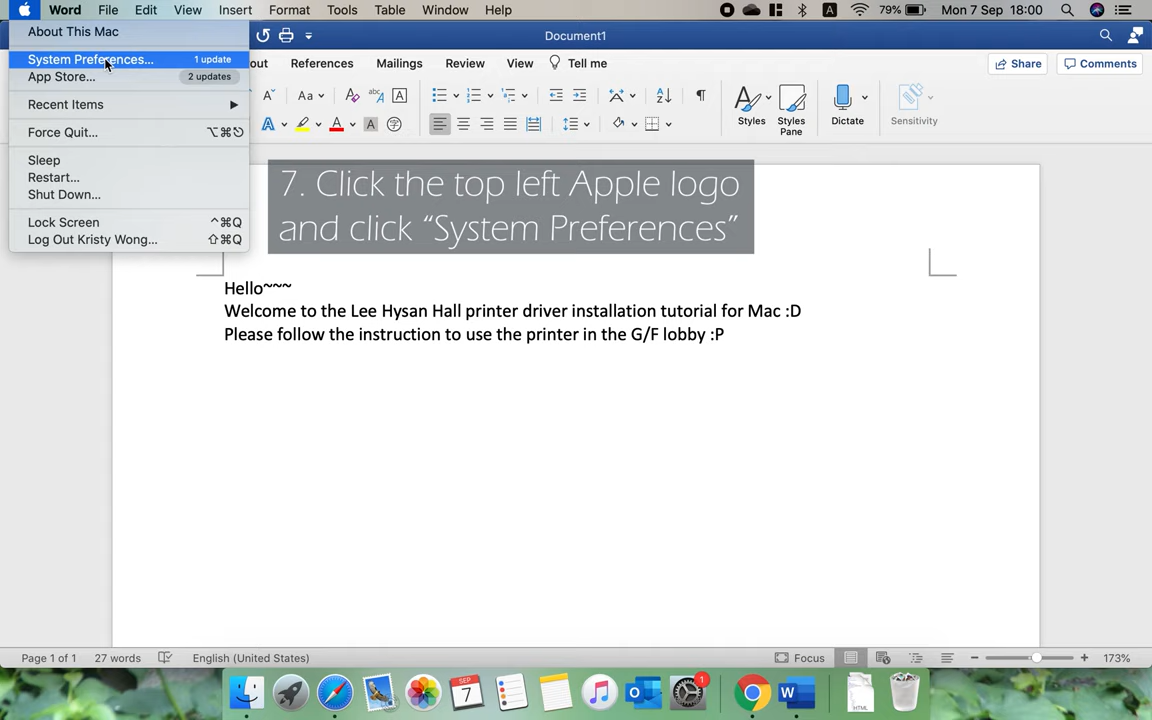 Word File Edit View Insert Format Tools Table Window Help
79% Mon 7 Sep 18:00
About This Mac
System Preferences... 1 update
App Store... 2 updates
Recent Items
Force Quit... ⌥⌘⎋
Sleep
Restart...
Shut Down...
Lock Screen ^⌘Q
Log Out Kristy Wong... ⇧⌘Q
Document1
out References Mailings Review View Tell me
Share Comments
Styles Styles Pane Dictate Sensitivity
7. Click the top left Apple logo
and click “System Preferences”
Hello~~~
Welcome to the Lee Hysan Hall printer driver installation tutorial for Mac :D
Please follow the instruction to use the printer in the G/F lobby :P
Page 1 of 1 27 words English (United States) Focus 173%
SEP
7
1
W
HTML